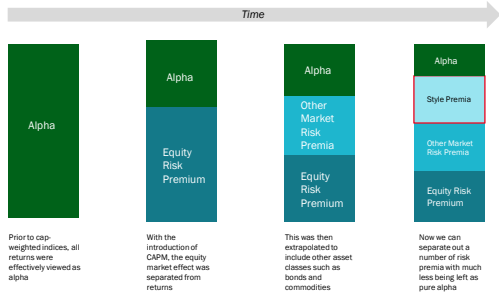 Time
Alpha
Alpha
Equity
Risk
Premium
Alpha
Other
Market
Risk
Premia
Equity
Risk
Premium
Alpha
Style Premia
Other Market
Risk Premia
Equity Risk
Premium
Prior to cap-
weighted indices, all
returns were
effectively viewed as
alpha
With the
introduction of
CAPM, the equity
market effect was
separated from
returns
This was then
extrapolated to
include other asset
classes such as
bonds and
commodities
Now we can
separate out a
number of risk
premia with much
less being left as
pure alpha